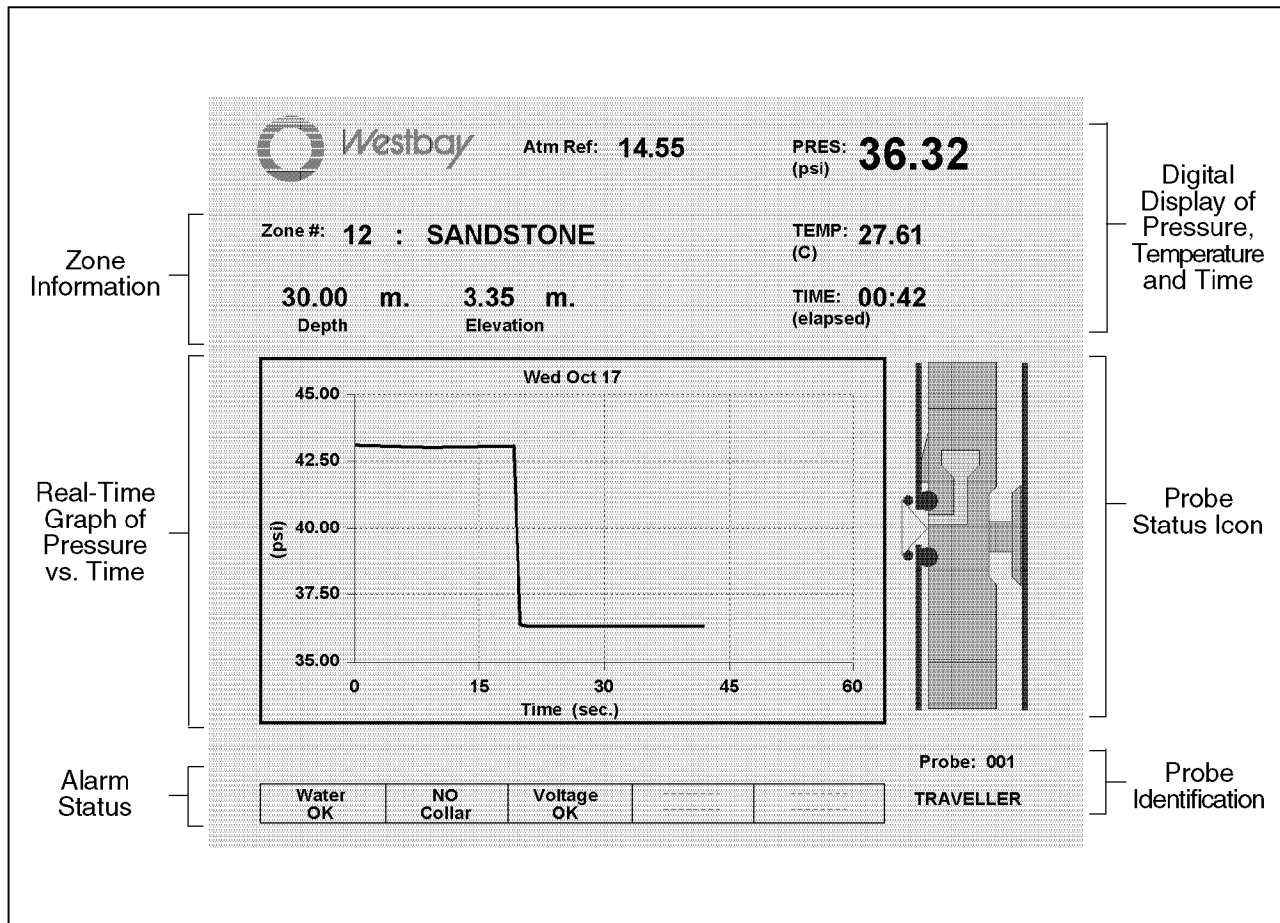 Westbay
Atm Ref: 14.55
PRES: 36.32
(psi)
Digital
Display of
Pressure,
Temperature
and Time
Zone
Information
Zone #: 12 : SANDSTONE
TEMP: 27.61
(C)
30.00 m. 3.35 m.
Depth Elevation
TIME: 00:42
(elapsed)
Real-Time
Graph of
Pressure
vs. Time
Wed Oct 17
45.00
42.50
40.00
37.50
35.00
(psi)
0 15 30 45 60
Time (sec.)
Probe
Status Icon
Alarm
Status
Water
OK
NO
Collar
Voltage
OK
Probe: 001
TRAVELLER
Probe
Identification